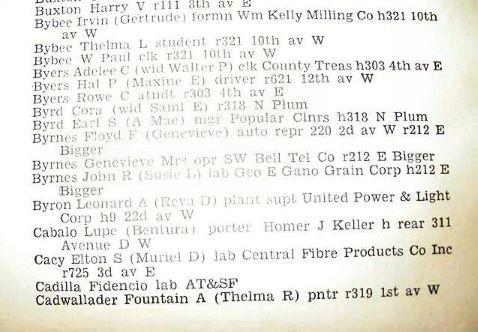 Buxton Harry V r111 3th av E
Bybee Irvin (Gertrude) formn Wm Kelly Milling Co h321 10th
av W
Bybee Thelma L student r321 10th av W
Bybee W Paul clk r321 10th av W
Byers Adelee C (wid Walter P) clk County Treas h303 4th av E
Byers Hal P (Maxine E) driver r621 12th av W
Byers Rowe C atndt r303 4th av E
Byrd Cora (wid Saml E) r318 N Plum
Byrd Earl S (A Mae) mgr Popular Clnrs h318 N Plum
Byrnes Floyd F (Genevieve) auto repr 220 2d av W r212 E
Bigger
Byrnes Genevieve Mrs opr SW Bell Tel Co r212 E Bigger
Byrnes John R (Susie L) lab Geo E Gano Grain Corp h212 E
Bigger
Byron Leonard A (Reva D) plant supt United Power & Light
Corp h9 22d av W
Cabalo Lupe (Bentura) porter Homer J Keller h rear 311
Avenue D W
Cacy Elton S (Muriel D) lab Central Fibre Products Co Inc
r725 3d av E
Cadilla Fidencio lab AT&SF
Cadwallader Fountain A (Thelma R) pntr r319 1st av W